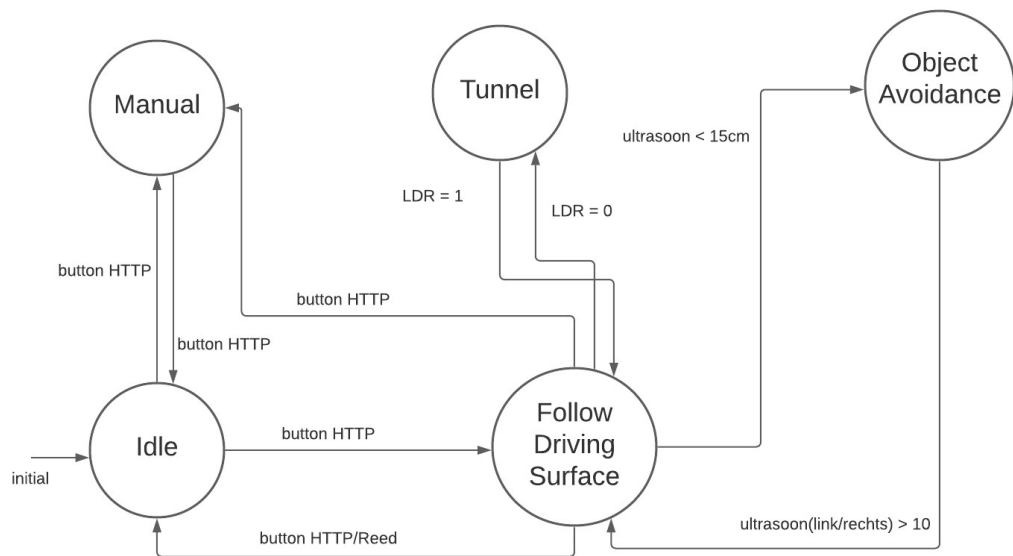 Object
Avoidance
Tunnel
Manual
ultrasoon < 15cm
LDR = 1
LDR = 0
button HTTP
button HTTP
button HTTP
Follow
Driving
Surface
button HTTP
Idle
initial
ultrasoon(link/rechts) > 10
button HTTP/Reed